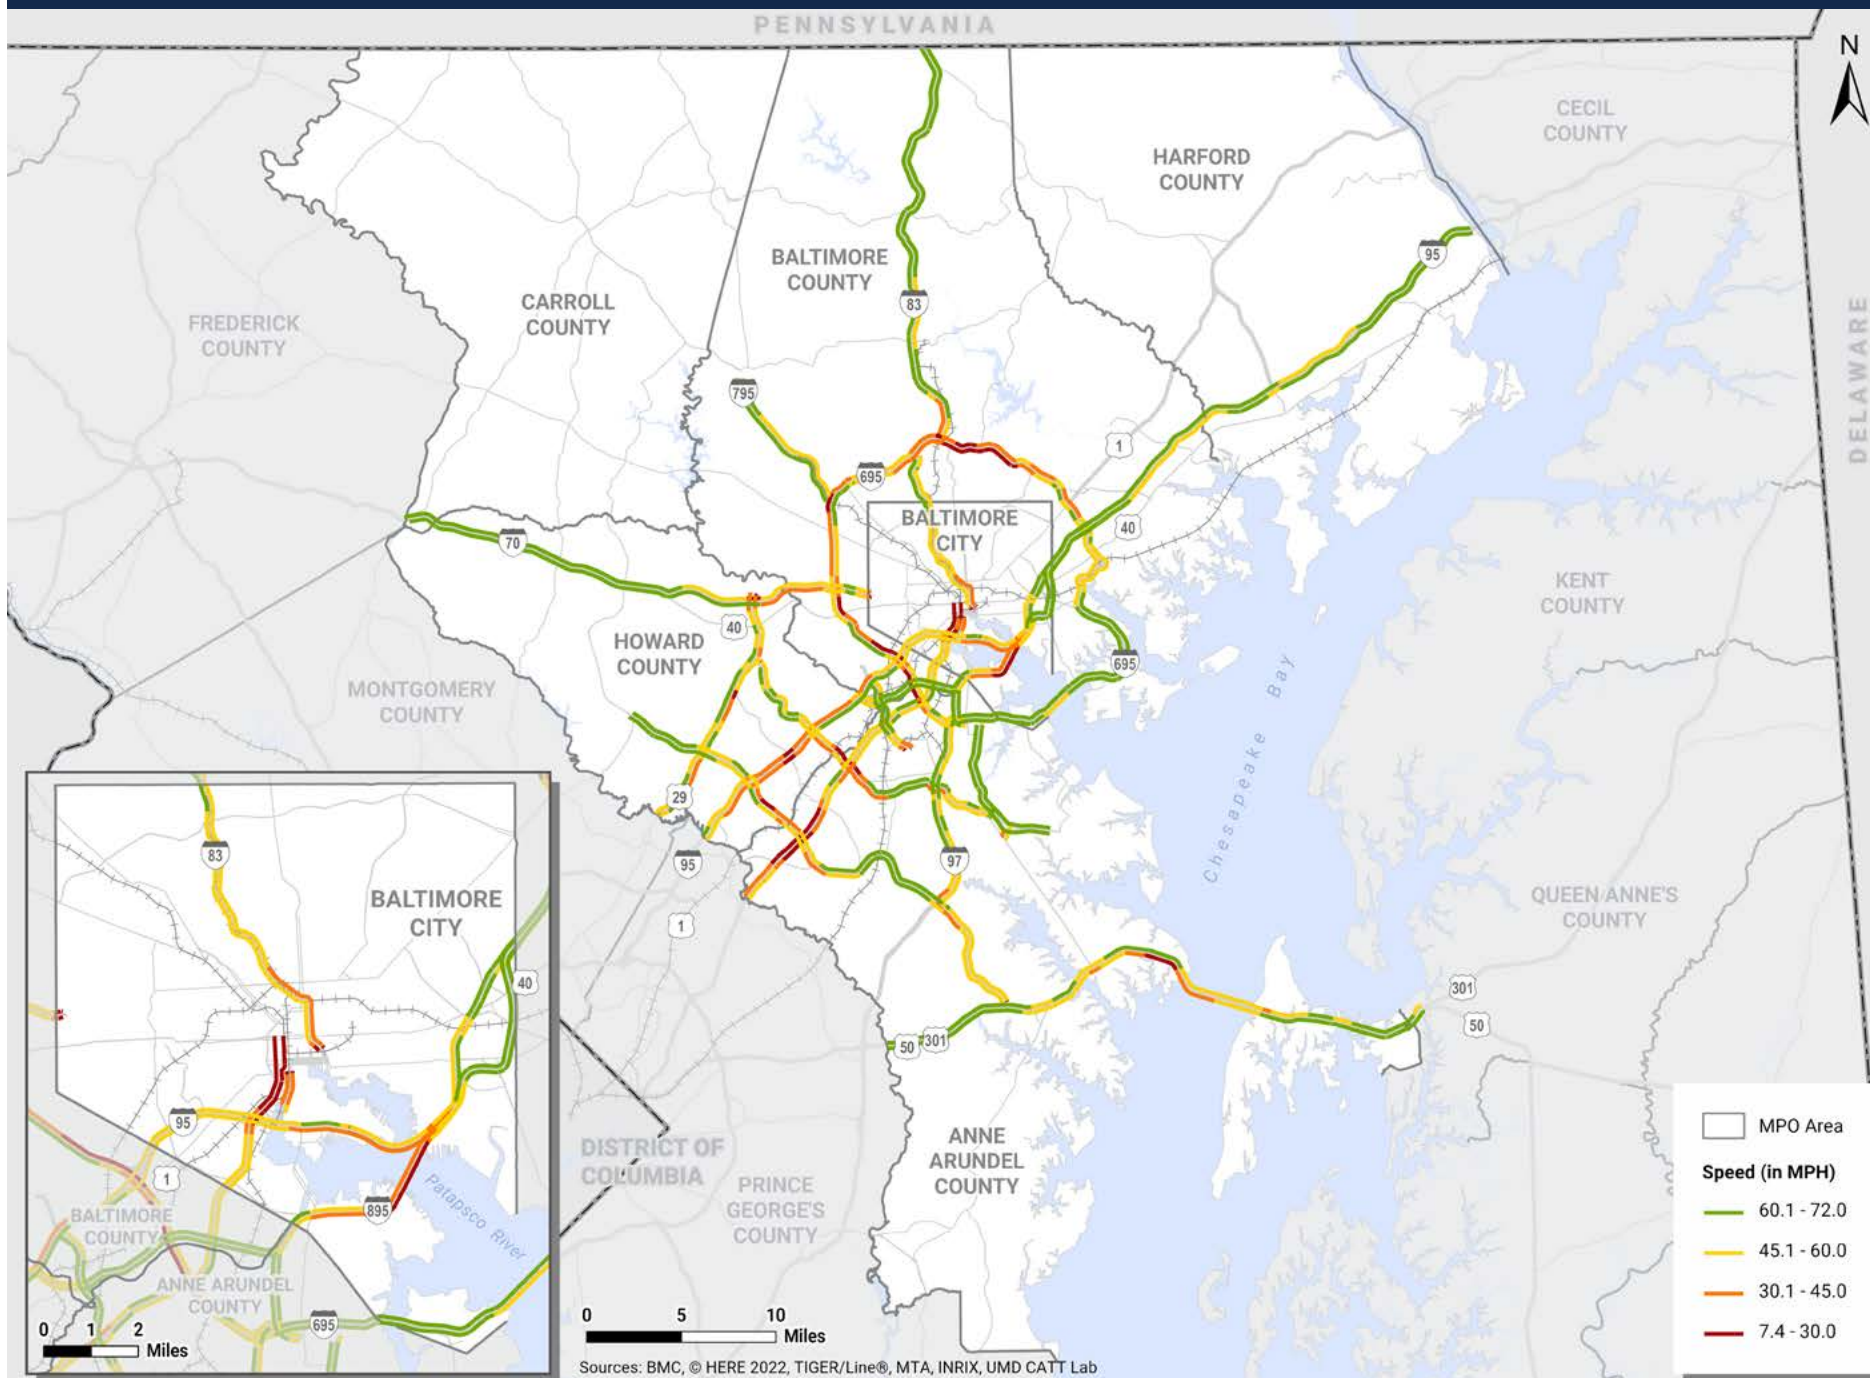 PENNSYLVANIA
N
CECIL
COUNTY
HARFORD
COUNTY
BALTIMORE
COUNTY
95
CARROLL
COUNTY
83
FREDERICK
COUNTY
DELAWARE
795
1
695
BALTIMORE
CITY
40
70
KENT
COUNTY
40
HOWARD
COUNTY
695
MONTGOMERY
COUNTY
Chesapeake Bay
29
95
97
1
QUEEN ANNE'S
COUNTY
301
50
50
301
83
BALTIMORE
CITY
40
95
1
895
Patapsco River
BALTIMORE
COUNTY
ANNE ARUNDEL
COUNTY
695
0 1 2
Miles
DISTRICT OF
COLUMBIA
PRINCE
GEORGE'S
COUNTY
ANNE
ARUNDEL
COUNTY
0 5 10
Miles
Sources: BMC, © HERE 2022, TIGER/Line®, MTA, INRIX, UMD CATT Lab
MPO Area
Speed (in MPH)
60.1 - 72.0
45.1 - 60.0
30.1 - 45.0
7.4 - 30.0